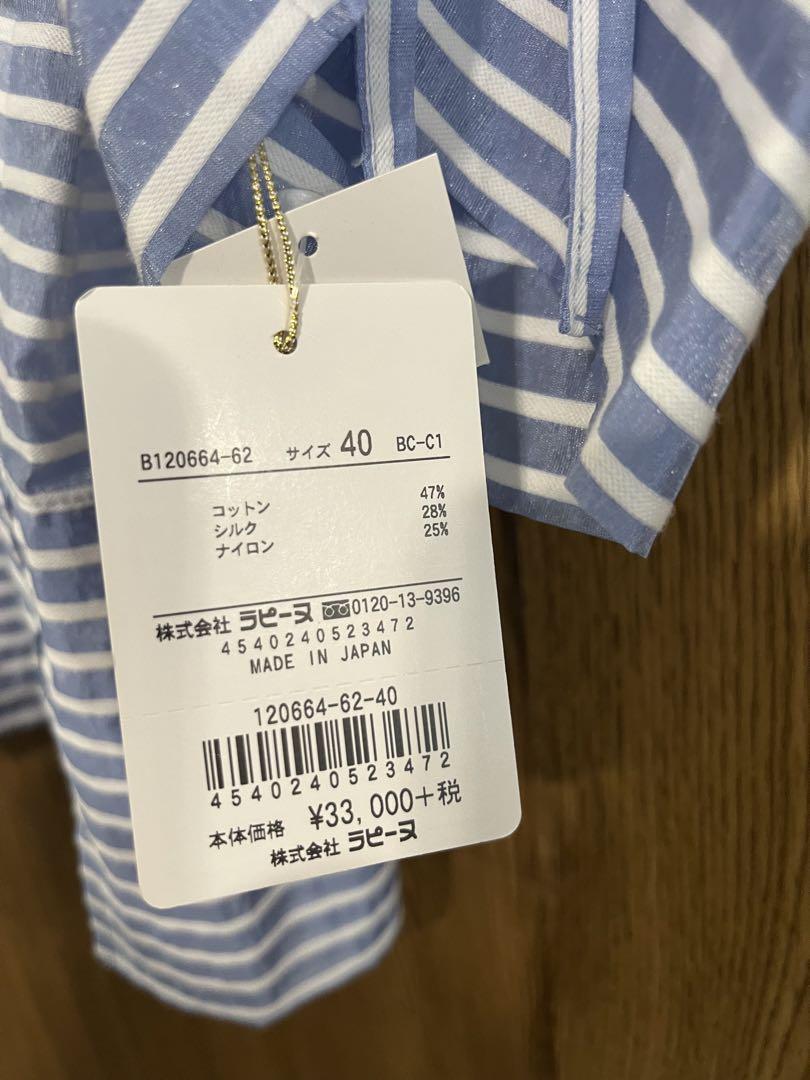 B120664-62 サイズ 40 BC-C1
コットン 47%
シルク 28%
ナイロン 25%
株式会社 ラピーヌ 0120-13-9396
4540240523472
MADE IN JAPAN
120664-62-40
4540240523472
本体価格 ¥33,000+税
株式会社 ラピーヌ